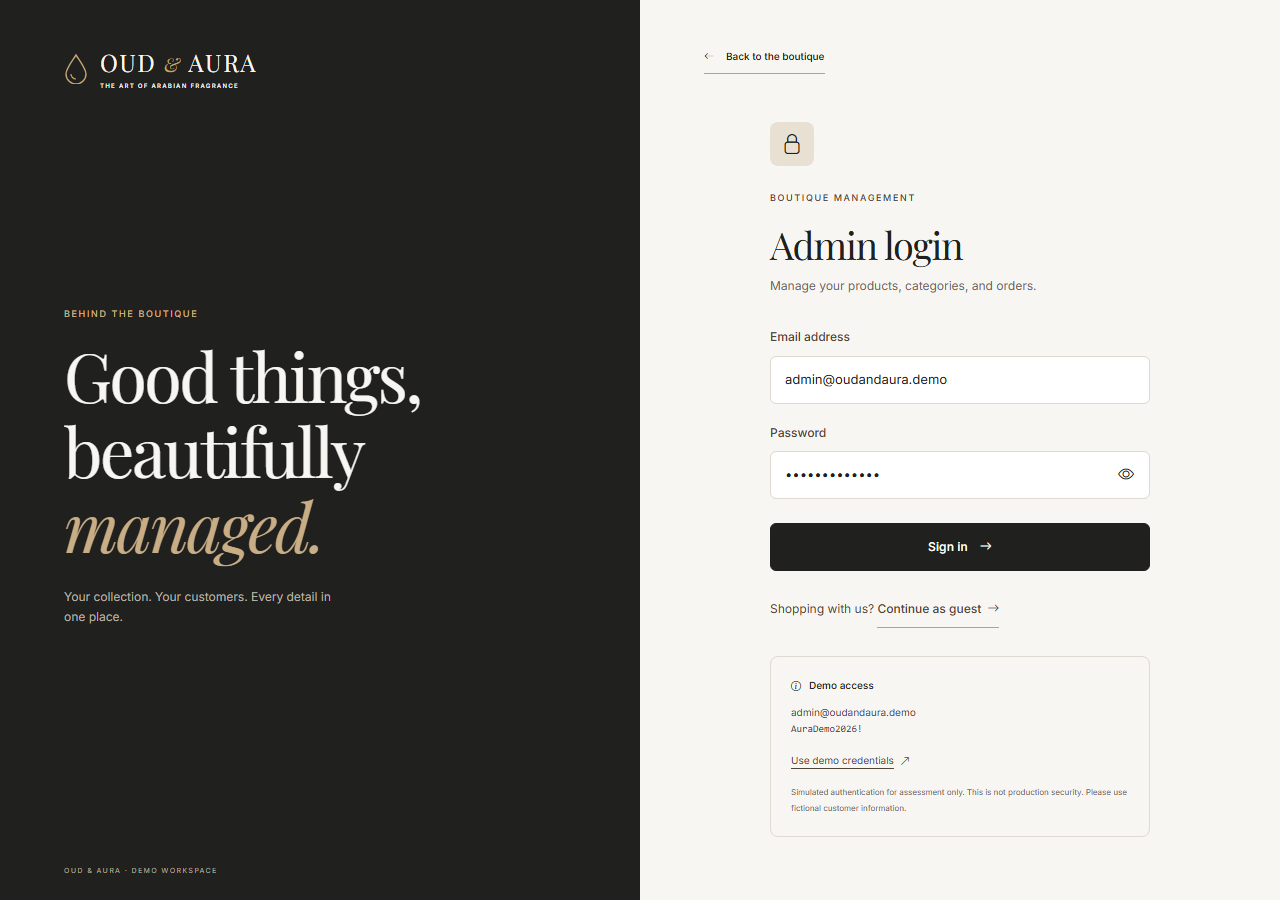 OUD & AURA
THE ART OF ARABIAN FRAGRANCE
BEHIND THE BOUTIQUE
Good things,
beautifully
managed.
Your collection. Your customers. Every detail in
one place.
OUD & AURA · DEMO WORKSPACE
← Back to the boutique
BOUTIQUE MANAGEMENT
Admin login
Manage your products, categories, and orders.
Email address
admin@oudandaura.demo
Password
•••••••••••••
Sign in →
Shopping with us? Continue as guest →
Demo access
admin@oudandaura.demo
AuraDemo2026!
Use demo credentials ↗
Simulated authentication for assessment only. This is not production security. Please use
fictional customer information.